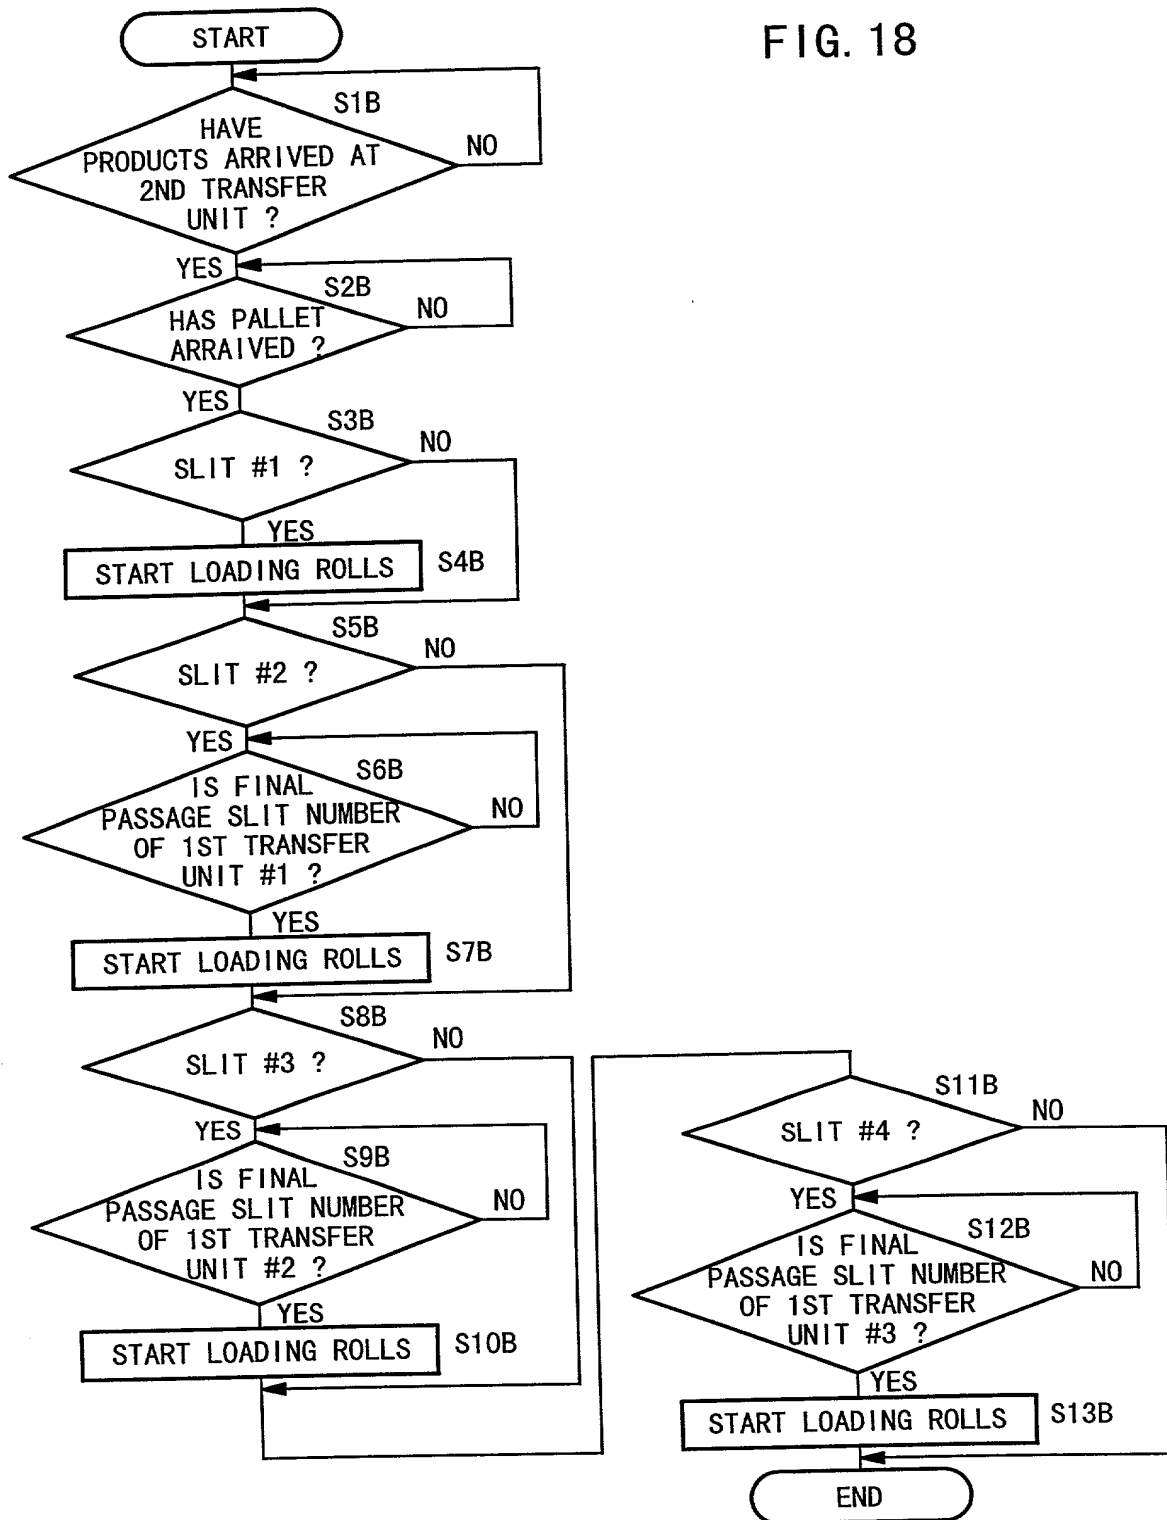 FIG. 18
START
S1B
HAVE
PRODUCTS ARRIVED AT
2ND TRANSFER
UNIT ?
NO
YES
S2B
HAS PALLET
ARRAIVED ?
NO
YES
S3B
SLIT #1 ?
NO
YES
START LOADING ROLLS
S4B
S5B
SLIT #2 ?
NO
YES
S6B
IS FINAL
PASSAGE SLIT NUMBER
OF 1ST TRANSFER
UNIT #1 ?
NO
YES
START LOADING ROLLS
S7B
S8B
SLIT #3 ?
NO
YES
S9B
IS FINAL
PASSAGE SLIT NUMBER
OF 1ST TRANSFER
UNIT #2 ?
NO
YES
START LOADING ROLLS
S10B
S11B
SLIT #4 ?
NO
YES
S12B
IS FINAL
PASSAGE SLIT NUMBER
OF 1ST TRANSFER
UNIT #3 ?
NO
YES
START LOADING ROLLS
S13B
END